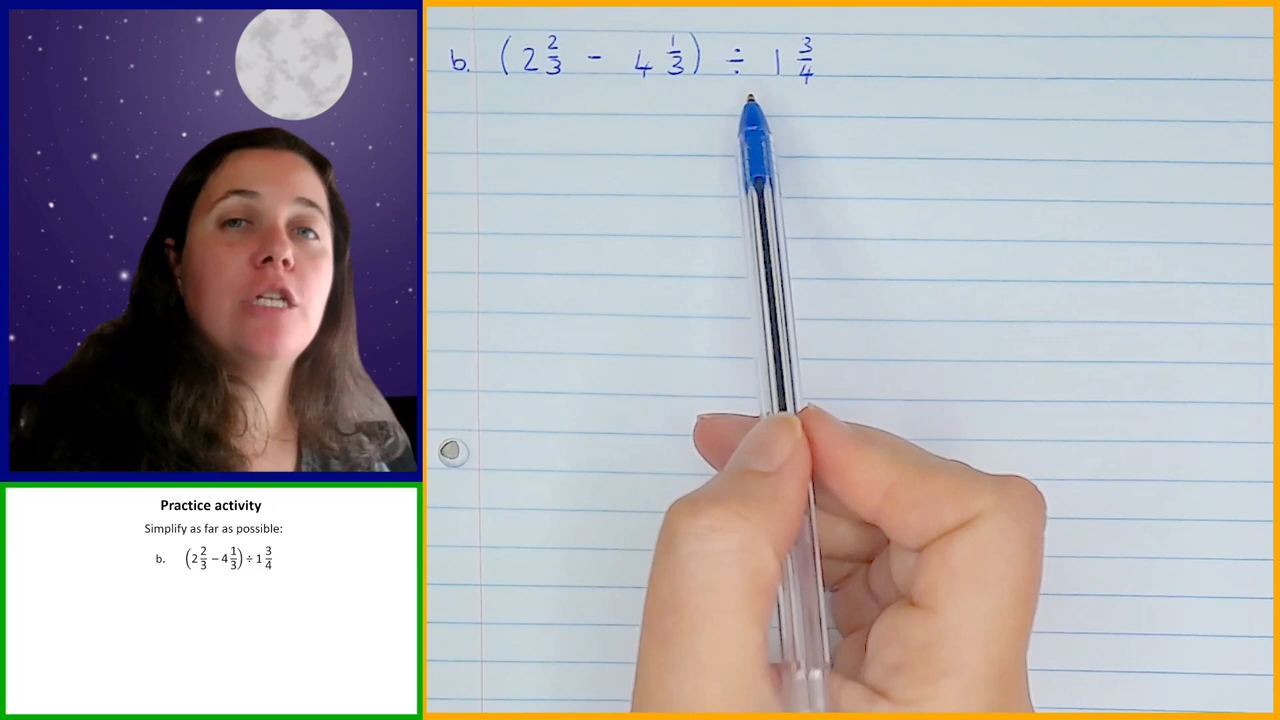 b. (2 2/3 - 4 1/3) ÷ 1 3/4
Practice activity
Simplify as far as possible:
b. (2 2/3 − 4 1/3) ÷ 1 3/4